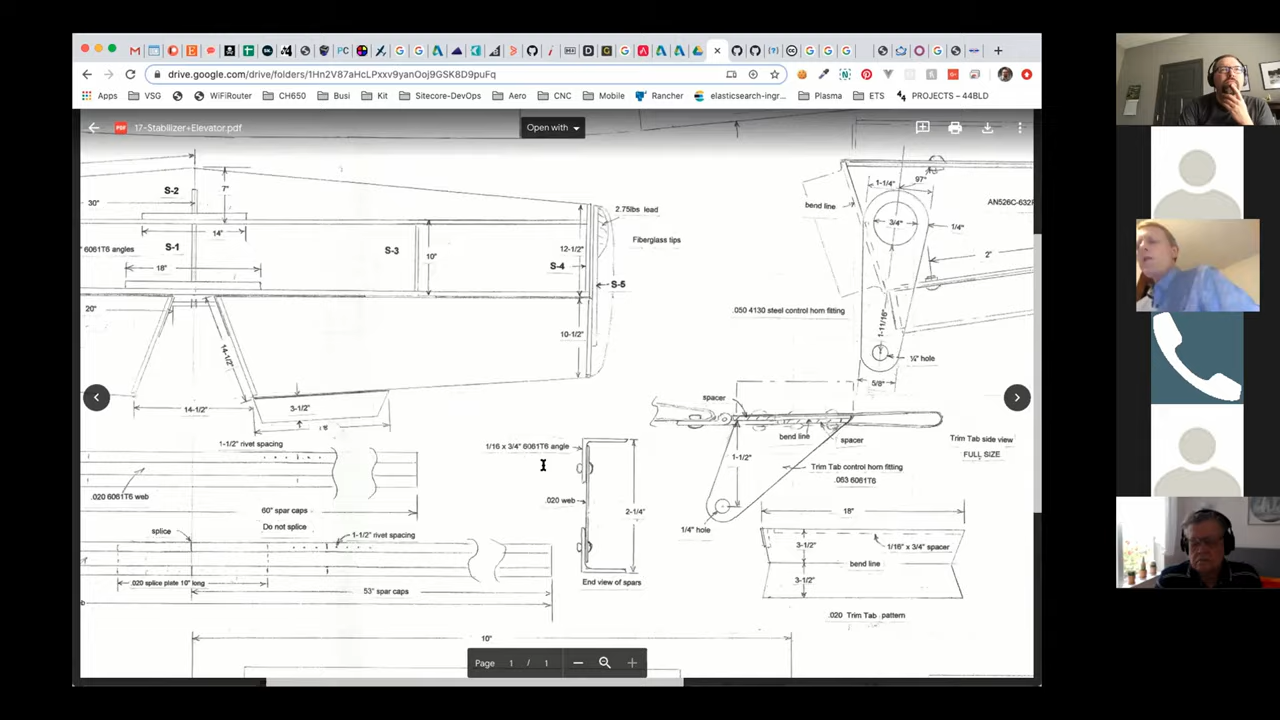 drive.google.com/drive/folders/1Hn2V87aHcLPxxv9yanOoj9GSK8D9puFq
Apps VSG WiFiRouter CH650 Busi Kit Sitecore-DevOps Aero CNC Mobile Rancher elasticsearch-ingr... Plasma ETS PROJECTS – 44BLD
PDF 17-Stabilizer+Elevator.pdf
Open with
S-2
7"
30"
14"
S-1
6061T6 angles
18"
20"
S-3
10"
12-1/2"
S-4
S-5
2.75lbs lead
Fiberglass tips
10-1/2"
14-1/2"
14-1/2"
3-1/2"
1-1/2" rivet spacing
.020 6061T6 web
60" spar caps
Do not splice
splice
1-1/2" rivet spacing
.020 splice plate 10" long
53" spar caps
10"
1/16 x 3/4" 6061T6 angle
.020 web
2-1/4"
End view of spars
bend line
1-1/4"
97°
3/4"
1/4"
AN526C-632R
2"
.050 4130 steel control horn fitting
1-11/16"
¼" hole
5/8"
spacer
bend line
spacer
1-1/2"
Trim Tab side view
FULL SIZE
Trim Tab control horn fitting
.063 6061T6
1/4" hole
18"
3-1/2"
1/16" x 3/4" spacer
bend line
3-1/2"
.020 Trim Tab pattern
Page 1 / 1